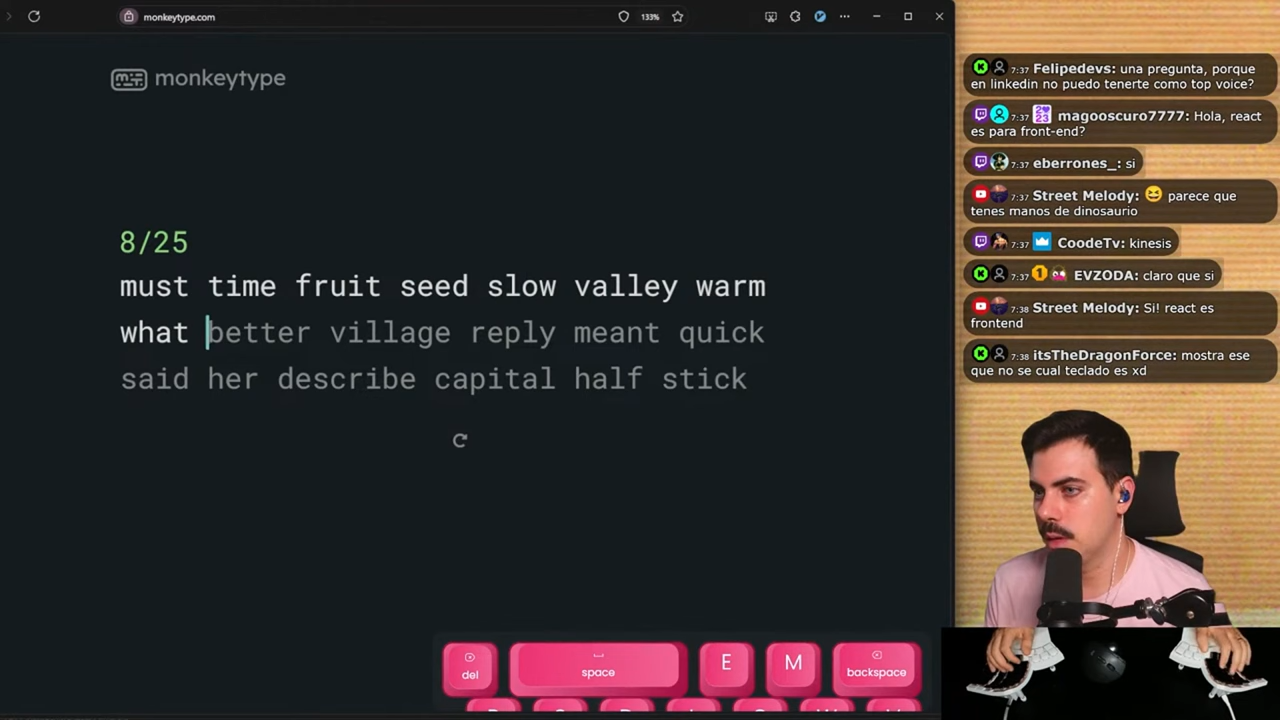 monkeytype.com
133%
monkeytype
8/25
must time fruit seed slow valley warm
what better village reply meant quick
said her describe capital half stick
del
space
E
M
backspace
7:37 Felipedevs: una pregunta, porque
en linkedin no puedo tenerte como top voice?
7:37 magooscuro7777: Hola, react
es para front-end?
7:37 eberrones_: si
7:37 Street Melody: 😆 parece que
tenes manos de dinosaurio
7:37 CoodeTv: kinesis
7:37 EVZODA: claro que si
7:38 Street Melody: Si! react es
frontend
7:38 itsTheDragonForce: mostra ese
que no se cual teclado es xd